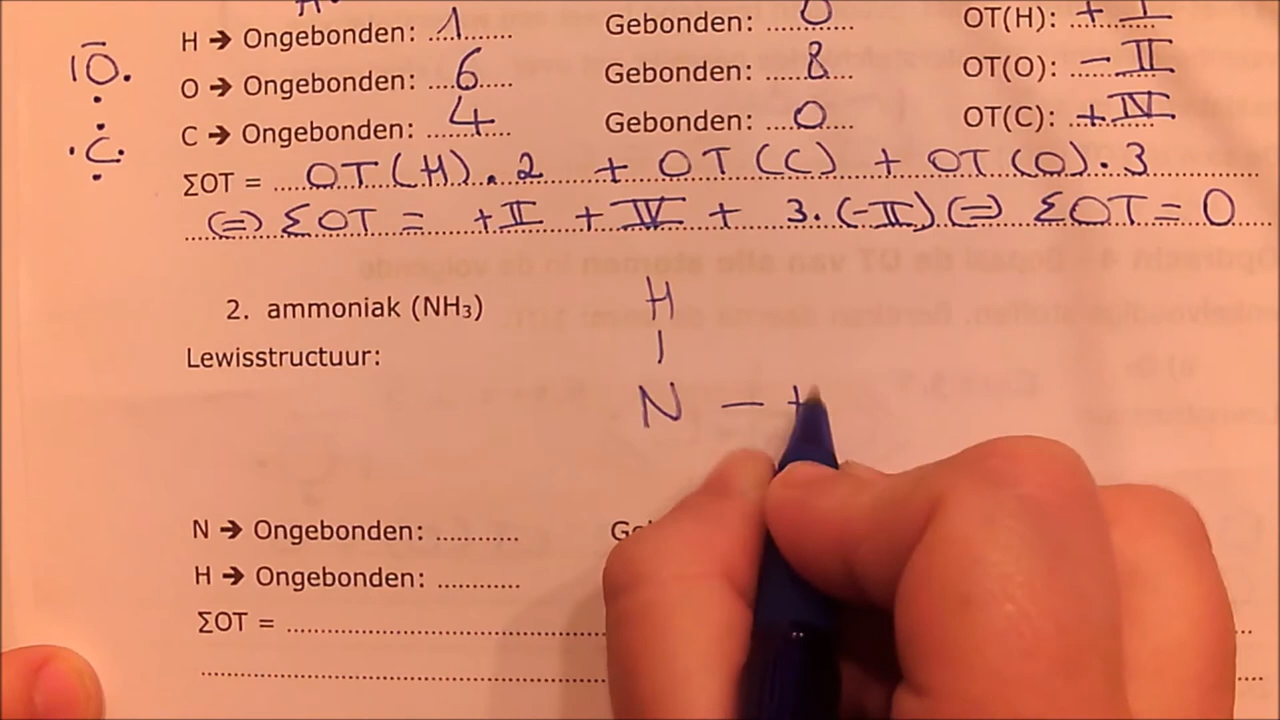 H → Ongebonden: 1 Gebonden: 0 OT(H): + I
O → Ongebonden: 6 Gebonden: 8 OT(O): - II
C → Ongebonden: 4 Gebonden: 0 OT(C): + IV
|O.
.C.
ΣOT = OT(H).2 + OT(C) + OT(O).3
(=) ΣOT = +II + IV + 3.(-II) (=) ΣOT = 0
2. ammoniak (NH₃)
H
|
Lewisstructuur:
N —
N → Ongebonden: ..........
H → Ongebonden: ..........
ΣOT =